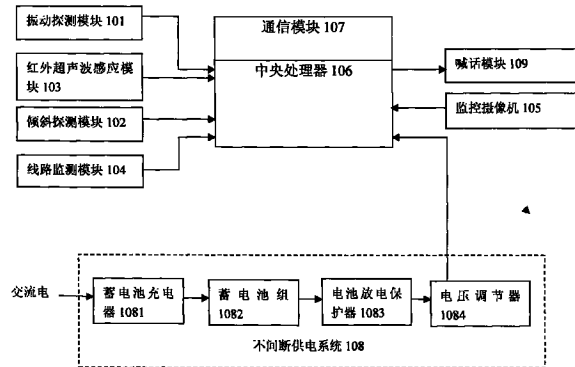 振动探测模块 101
红外超声波感应模
块 103
倾斜探测模块 102
线路监测模块 104
通信模块 107
中央处理器 106
喊话模块 109
监控摄像机 105
交流电
蓄电池充电
器 1081
蓄电池组
1082
电池放电保
护器 1083
电压调节器
1084
不间断供电系统 108